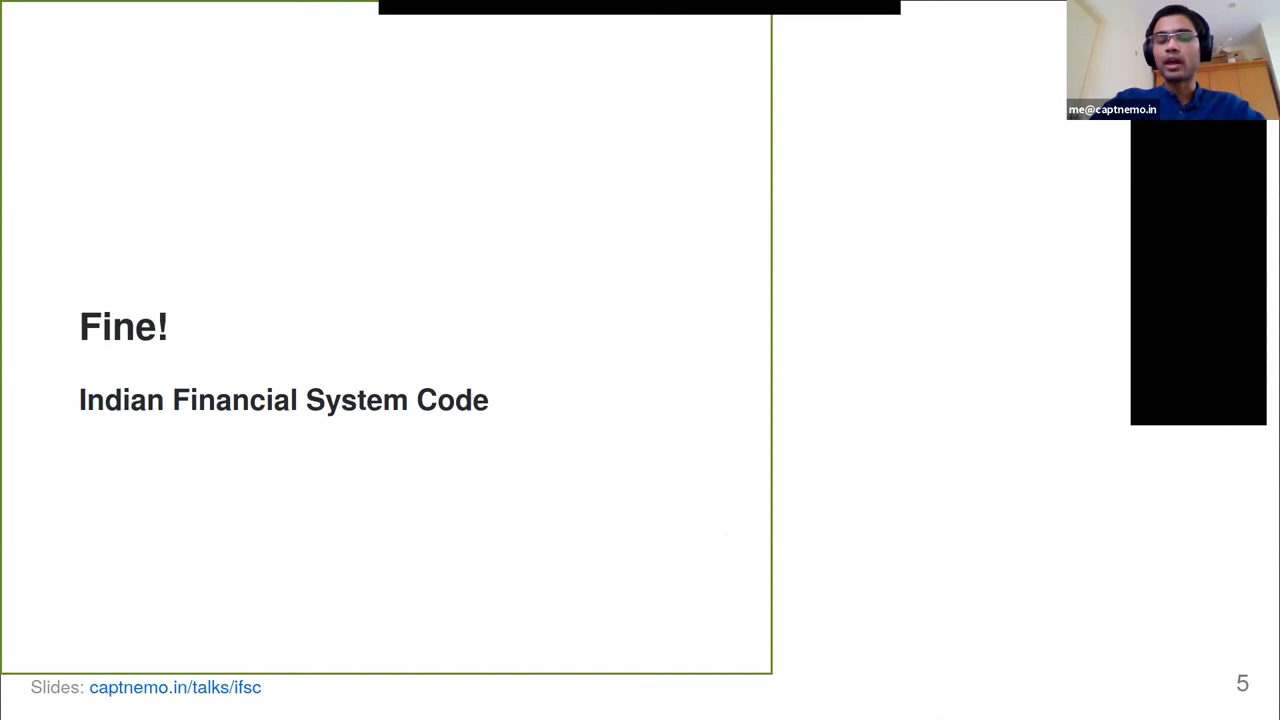 me@captnemo.in
Fine!
Indian Financial System Code
Slides: captnemo.in/talks/ifsc
5